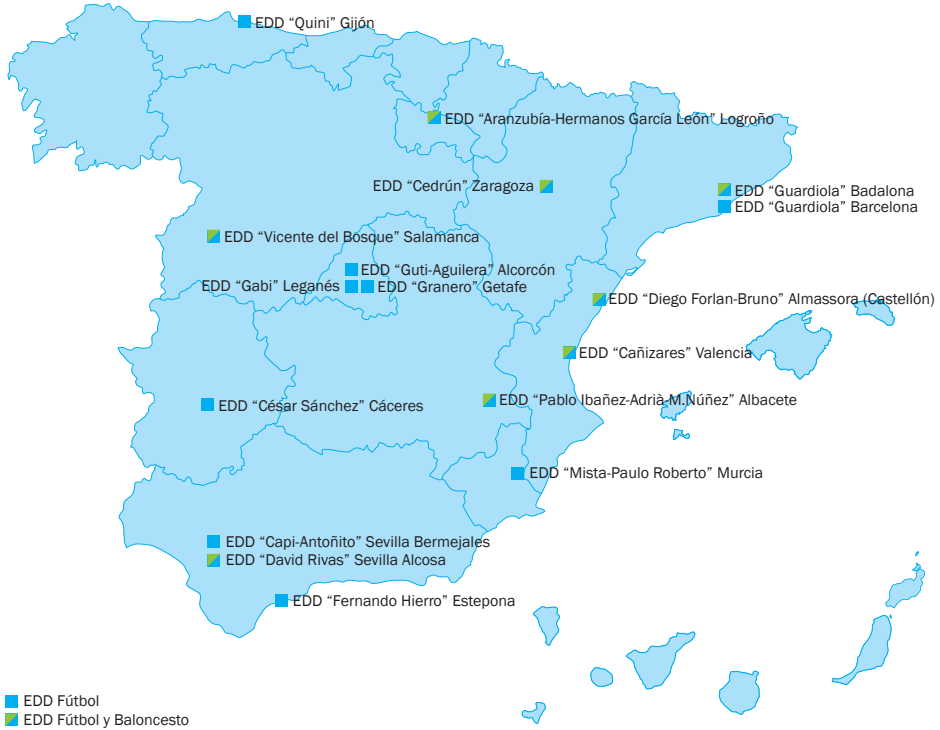 EDD “Quini” Gijón
EDD “Aranzubía-Hermanos García León” Logroño
EDD “Cedrún” Zaragoza
EDD “Guardiola” Badalona
EDD “Guardiola” Barcelona
EDD “Vicente del Bosque” Salamanca
EDD “Guti-Aguilera” Alcorcón
EDD “Gabi” Leganés
EDD “Granero” Getafe
EDD “Diego Forlan-Bruno” Almassora (Castellón)
EDD “Cañizares” Valencia
EDD “Pablo Ibañez-Adrià-M.Núñez” Albacete
EDD “César Sánchez” Cáceres
EDD “Mista-Paulo Roberto” Murcia
EDD “Capi-Antoñito” Sevilla Bermejales
EDD “David Rivas” Sevilla Alcosa
EDD “Fernando Hierro” Estepona
EDD Fútbol
EDD Fútbol y Baloncesto